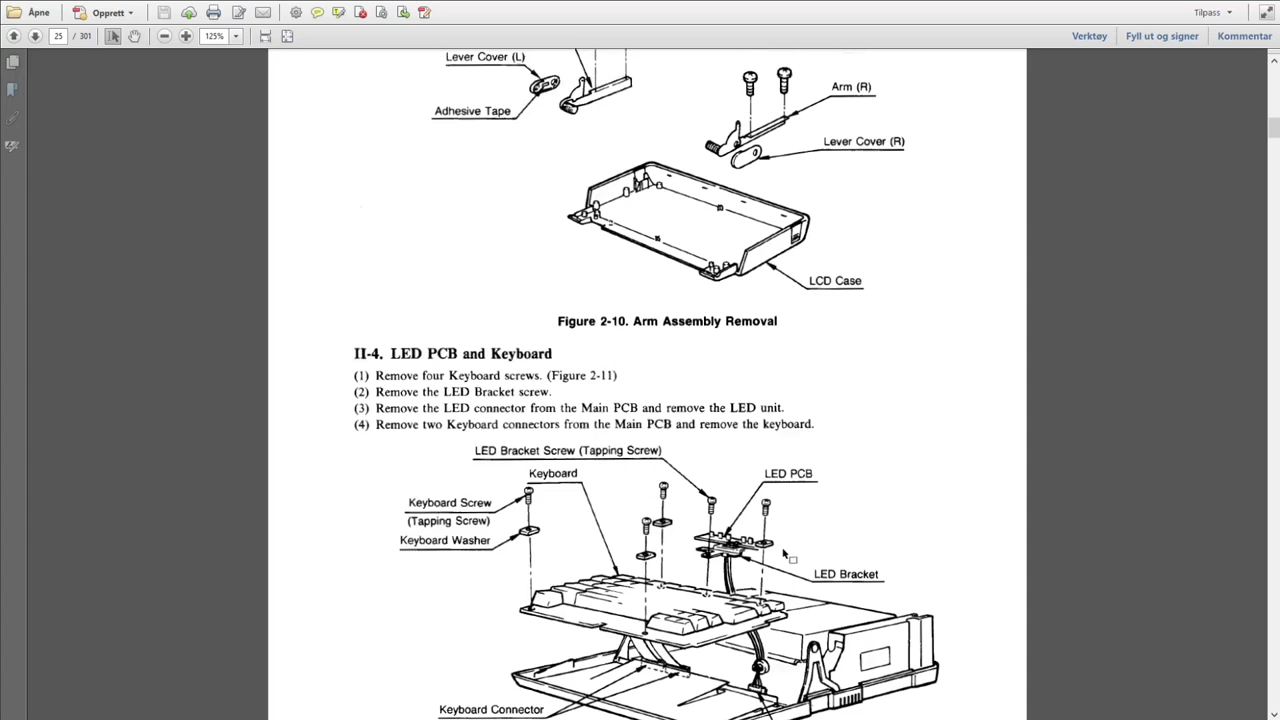 Åpne
Opprett
Tilpass
25 / 301
125%
Verktøy
Fyll ut og signer
Kommentar
Lever Cover (L)
Adhesive Tape
Arm (R)
Lever Cover (R)
LCD Case
Figure 2-10. Arm Assembly Removal
II-4. LED PCB and Keyboard
(1) Remove four Keyboard screws. (Figure 2-11)
(2) Remove the LED Bracket screw.
(3) Remove the LED connector from the Main PCB and remove the LED unit.
(4) Remove two Keyboard connectors from the Main PCB and remove the keyboard.
LED Bracket Screw (Tapping Screw)
Keyboard
LED PCB
Keyboard Screw
(Tapping Screw)
Keyboard Washer
LED Bracket
Keyboard Connector